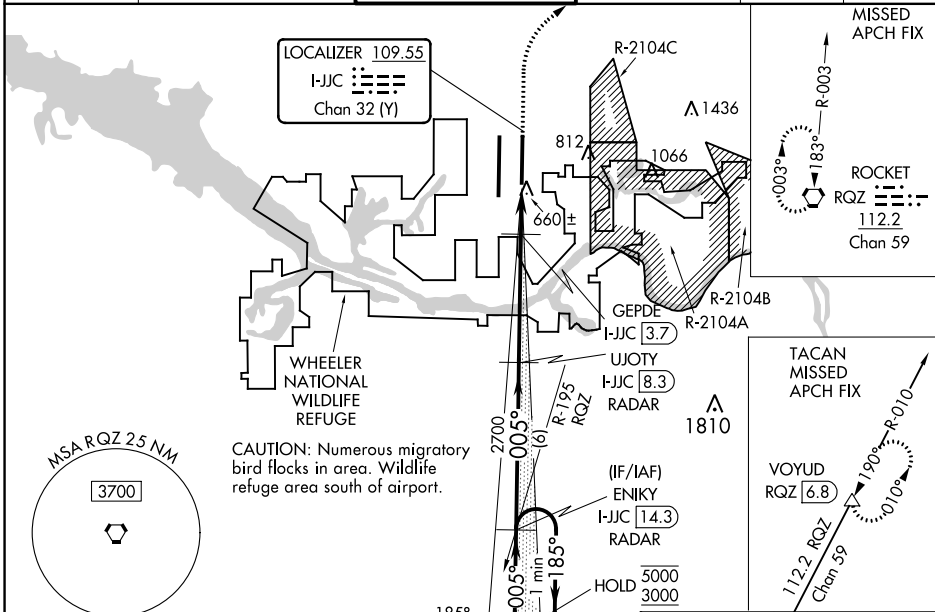 MISSED
APCH FIX
R-003
183°
003°
ROCKET
RQZ
112.2
Chan 59
LOCALIZER 109.55
I-JJC
Chan 32 (Y)
R-2104C
1436
812
1066
660 ±
R-2104B
R-2104A
GEPDE
I-JJC 3.7
UJOTY
I-JJC 8.3
RADAR
WHEELER
NATIONAL
WILDLIFE
REFUGE
2700
005°
(6)
R-195
RQZ
1810
CAUTION: Numerous migratory
bird flocks in area. Wildlife
refuge area south of airport.
MSA RQZ 25 NM
3700
(IF/IAF)
ENIKY
I-JJC 14.3
RADAR
005°
1 min
185°
HOLD 5000
3000
TACAN
MISSED
APCH FIX
R-010
190°
010°
VOYUD
RQZ 6.8
112.2 RQZ
Chan 59